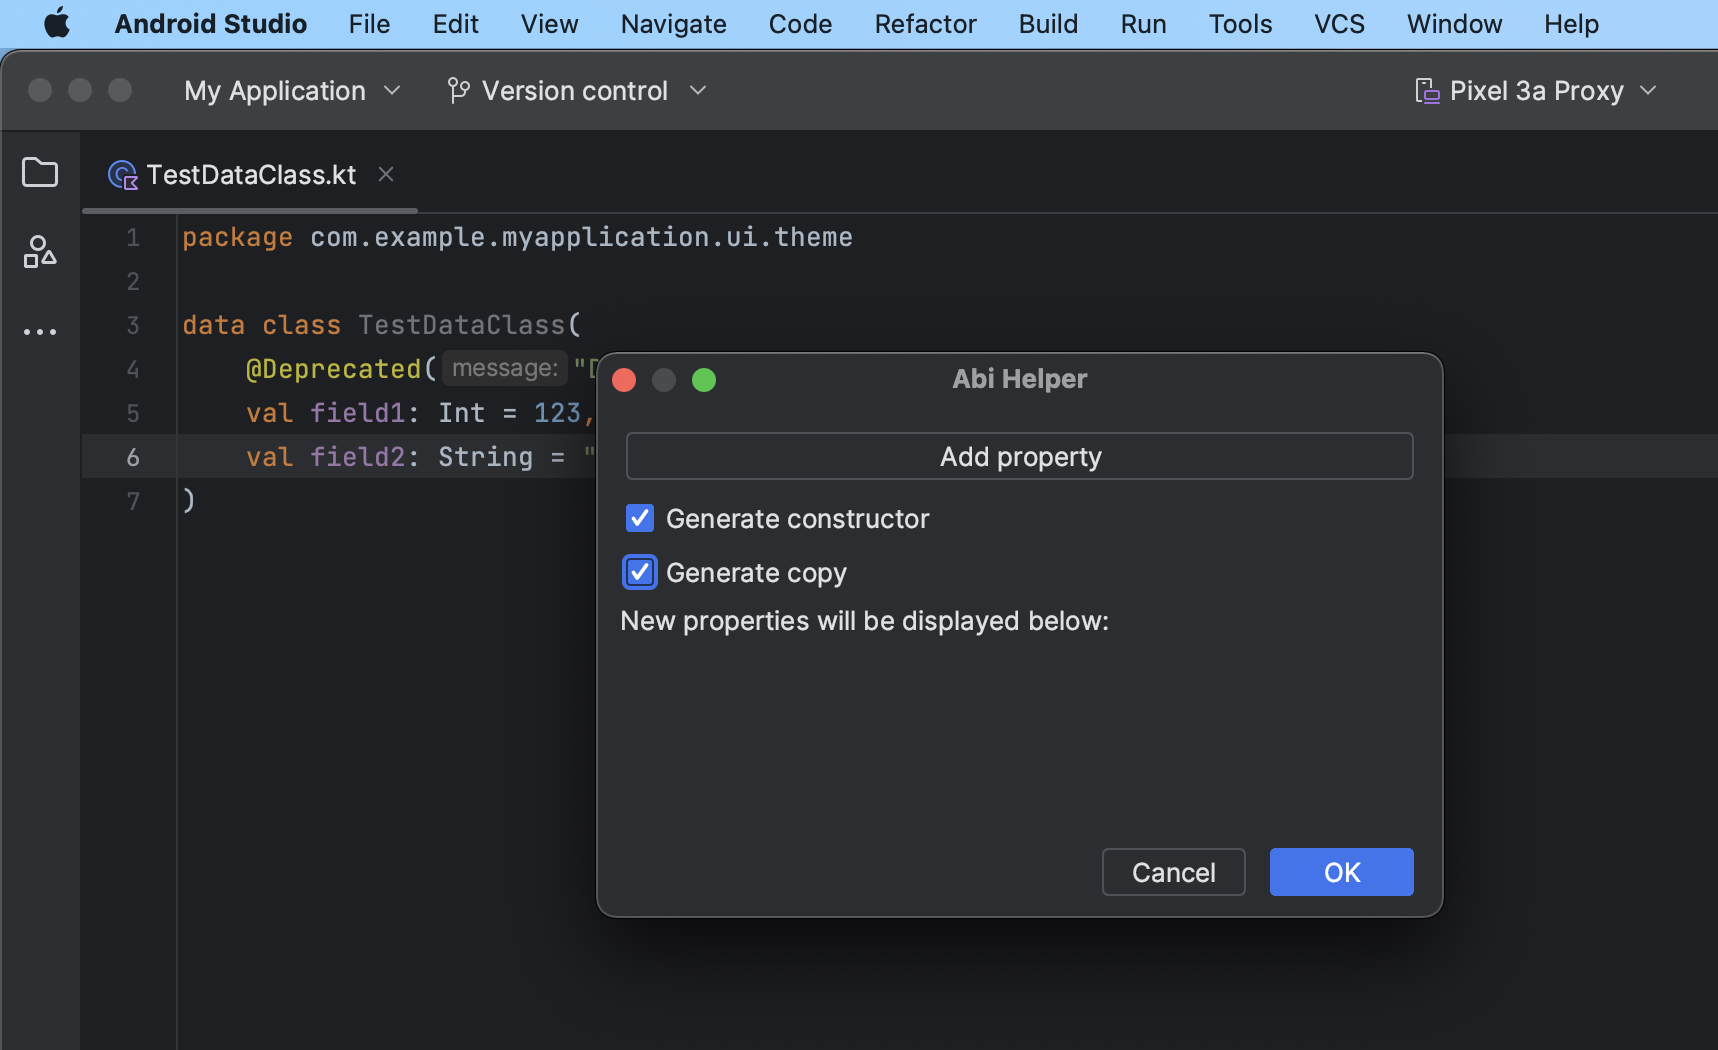 Android Studio File Edit View Navigate Code Refactor Build Run Tools VCS Window Help
My Application Version control Pixel 3a Proxy
TestDataClass.kt
1 package com.example.myapplication.ui.theme
2
3 data class TestDataClass(
4 @Deprecated( message: "D
5 val field1: Int = 123,
6 val field2: String = "
7 )
Abi Helper
Add property
Generate constructor
Generate copy
New properties will be displayed below:
Cancel OK